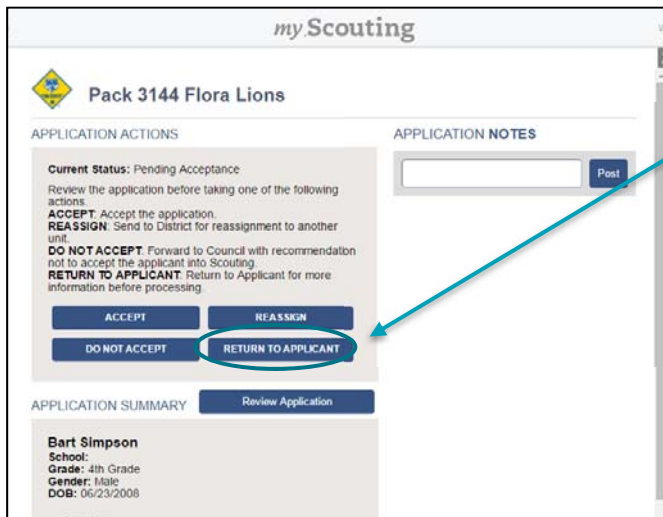 my.Scouting
Pack 3144 Flora Lions
APPLICATION ACTIONS
Current Status: Pending Acceptance
Review the application before taking one of the following
actions.
ACCEPT: Accept the application.
REASSIGN: Send to District for reassignment to another
unit.
DO NOT ACCEPT: Forward to Council with recommendation
not to accept the applicant into Scouting.
RETURN TO APPLICANT: Return to Applicant for more
information before processing.
ACCEPT
REASSIGN
DO NOT ACCEPT
RETURN TO APPLICANT
APPLICATION NOTES
Post
APPLICATION SUMMARY
Review Application
Bart Simpson
School:
Grade: 4th Grade
Gender: Male
DOB: 06/23/2008